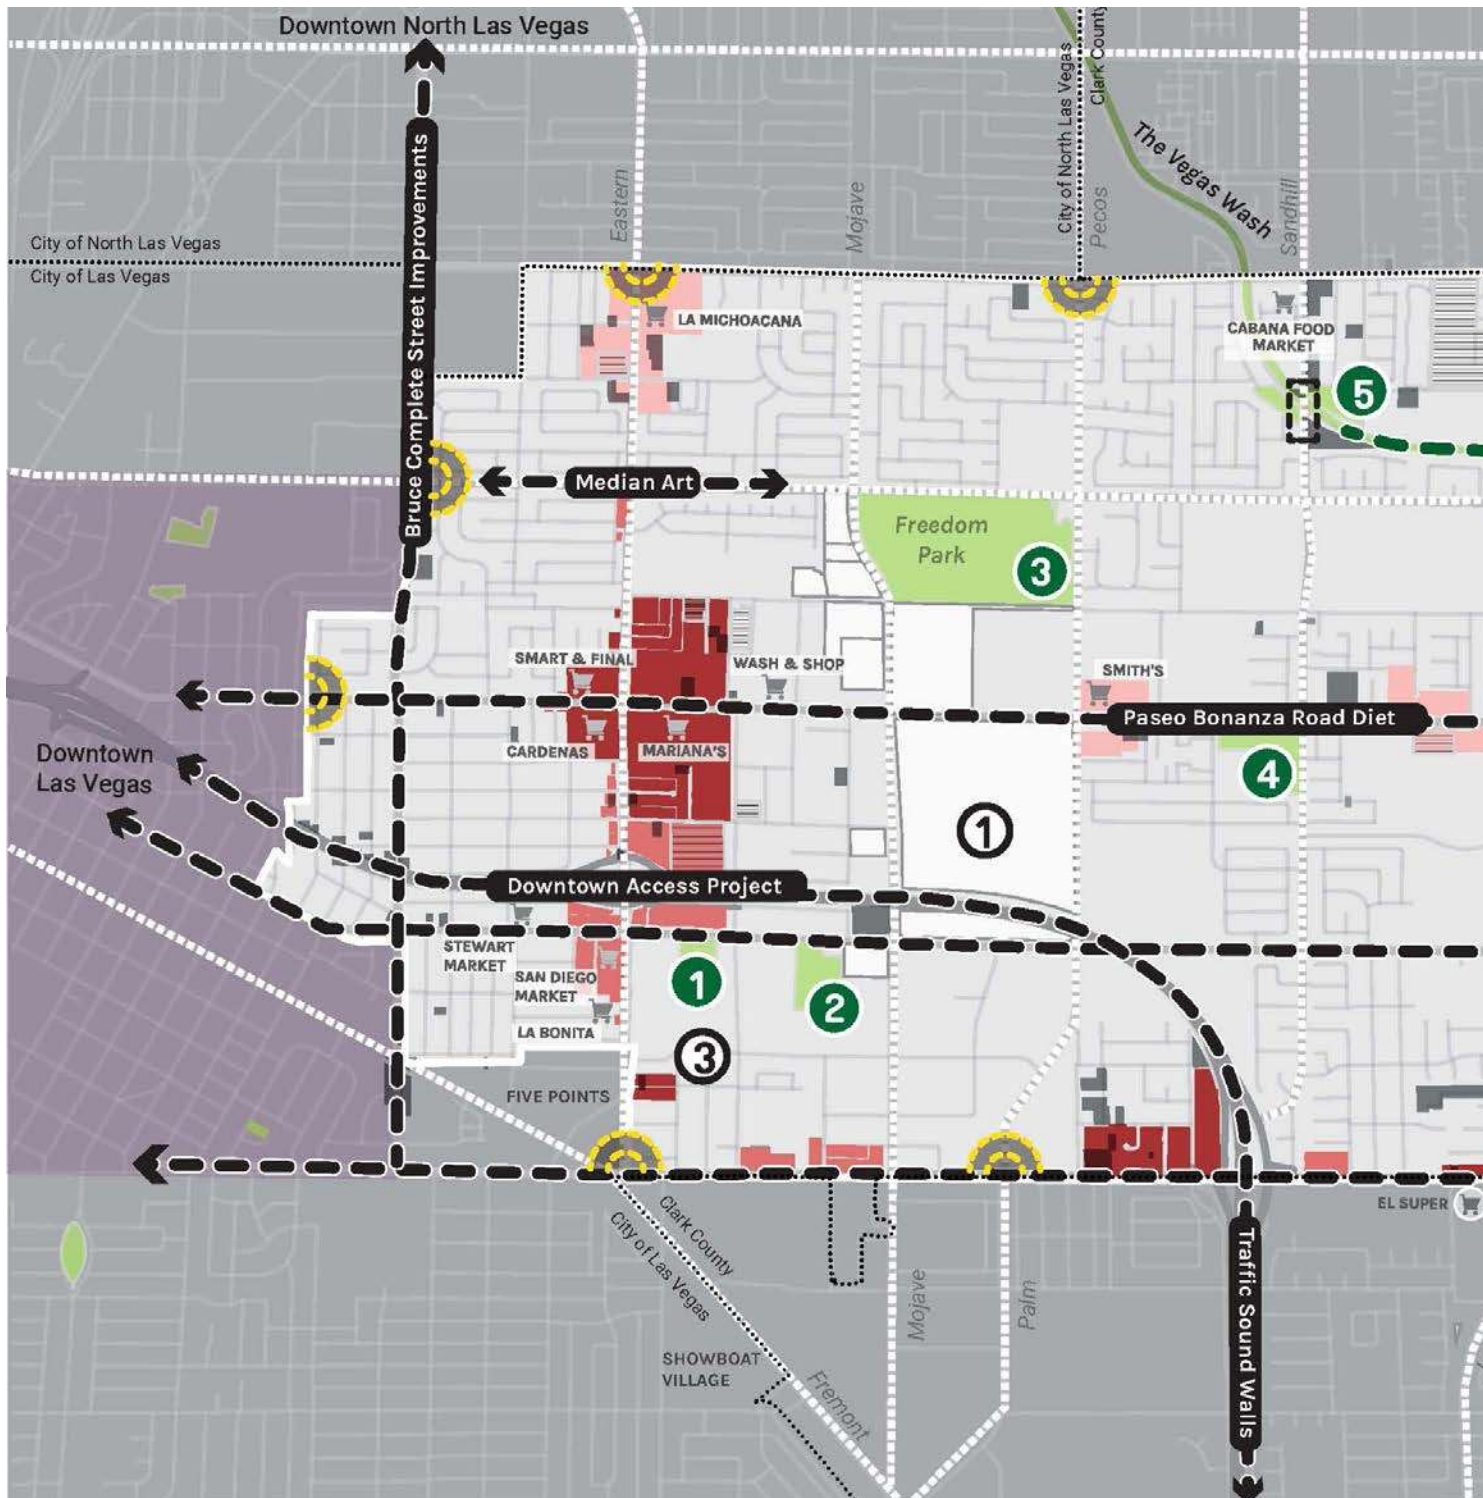 Downtown North Las Vegas
City of North Las Vegas
Clark County
The Vegas Wash
Bruce Complete Street Improvements
Eastern
Mojave
Pecos
Sandhill
City of North Las Vegas
City of Las Vegas
LA MICHOACANA
CABANA FOOD
MARKET
5
Median Art
Freedom
Park
3
SMART & FINAL
WASH & SHOP
SMITH'S
Paseo Bonanza Road Diet
CARDENAS
MARIANA'S
Downtown
Las Vegas
4
1
Downtown Access Project
STEWART
MARKET
SAN DIEGO
MARKET
1
2
LA BONITA
3
FIVE POINTS
EL SUPER
Clark County
City of Las Vegas
Mojave
Palm
Traffic Sound Walls
SHOWBOAT
VILLAGE
Fremont